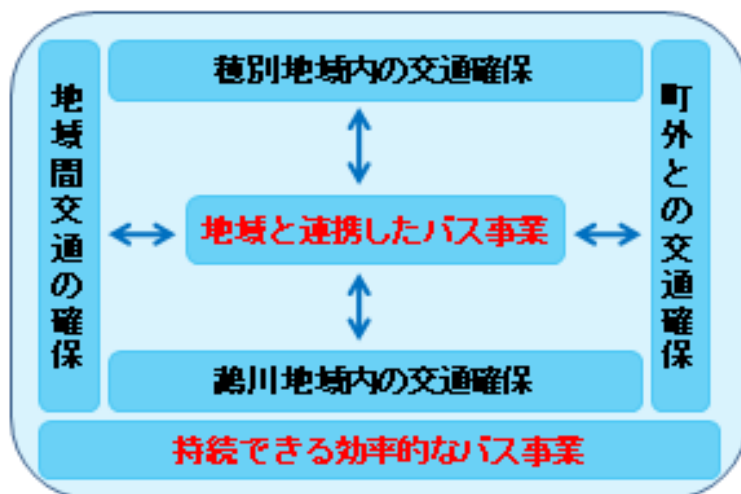 穂別地域内の交通確保
地域間交通の確保
町外との交通確保
地域と連携したバス事業
鵡川地域内の交通確保
持続できる効率的なバス事業